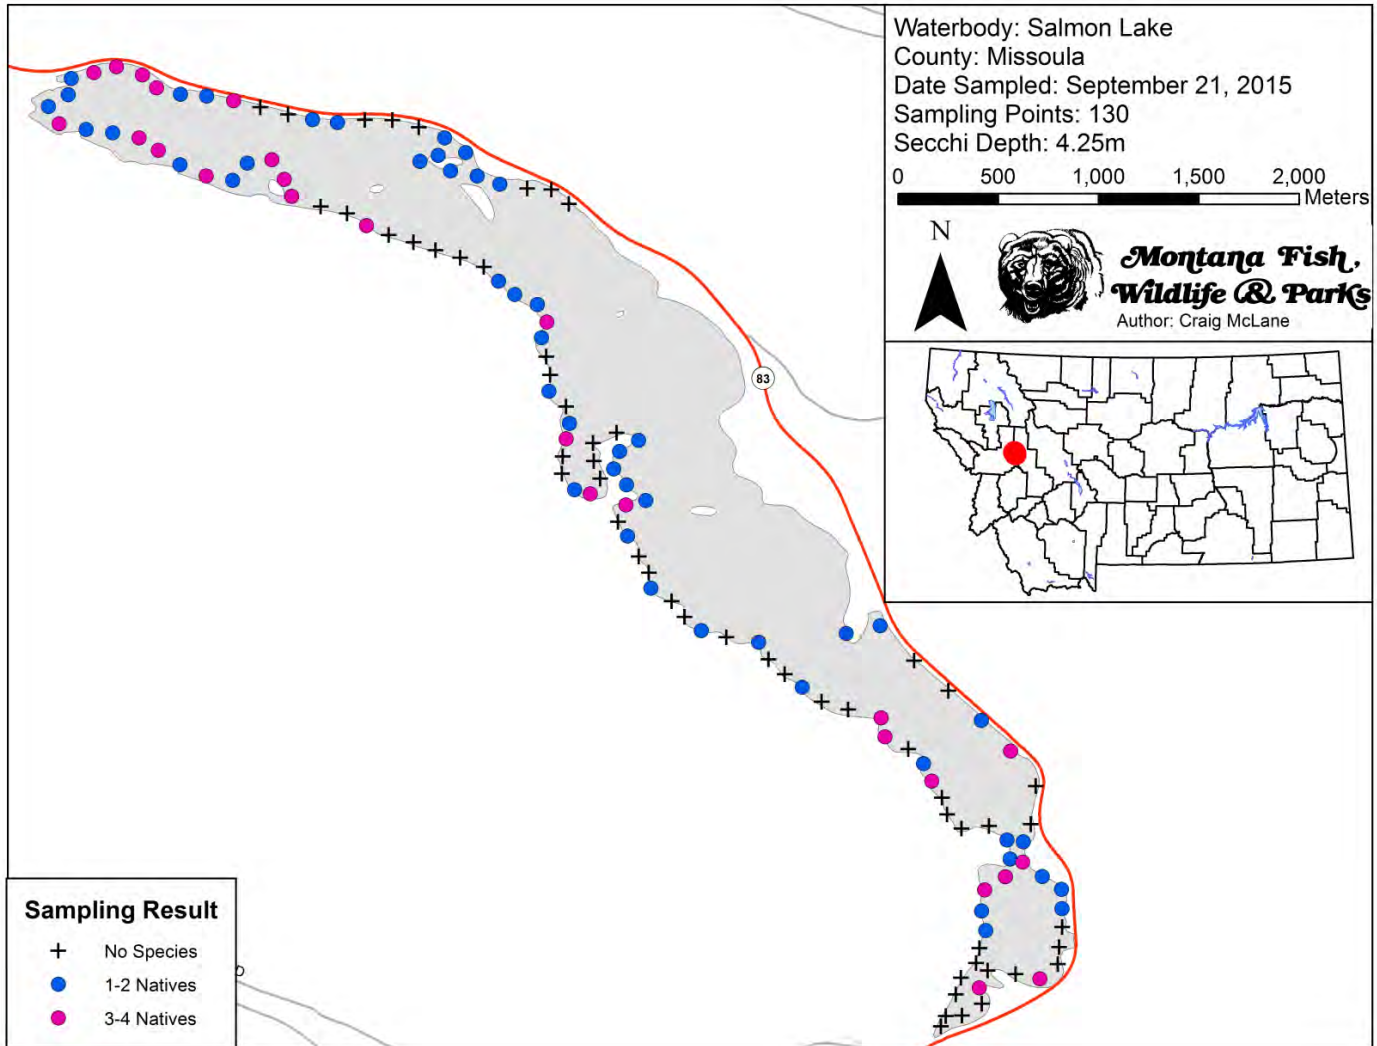 Waterbody: Salmon Lake
County: Missoula
Date Sampled: September 21, 2015
Sampling Points: 130
Secchi Depth: 4.25m
0 500 1,000 1,500 2,000
Meters
N
Montana Fish,
Wildlife & Parks
Author: Craig McLane
83
Sampling Result
No Species
1-2 Natives
3-4 Natives